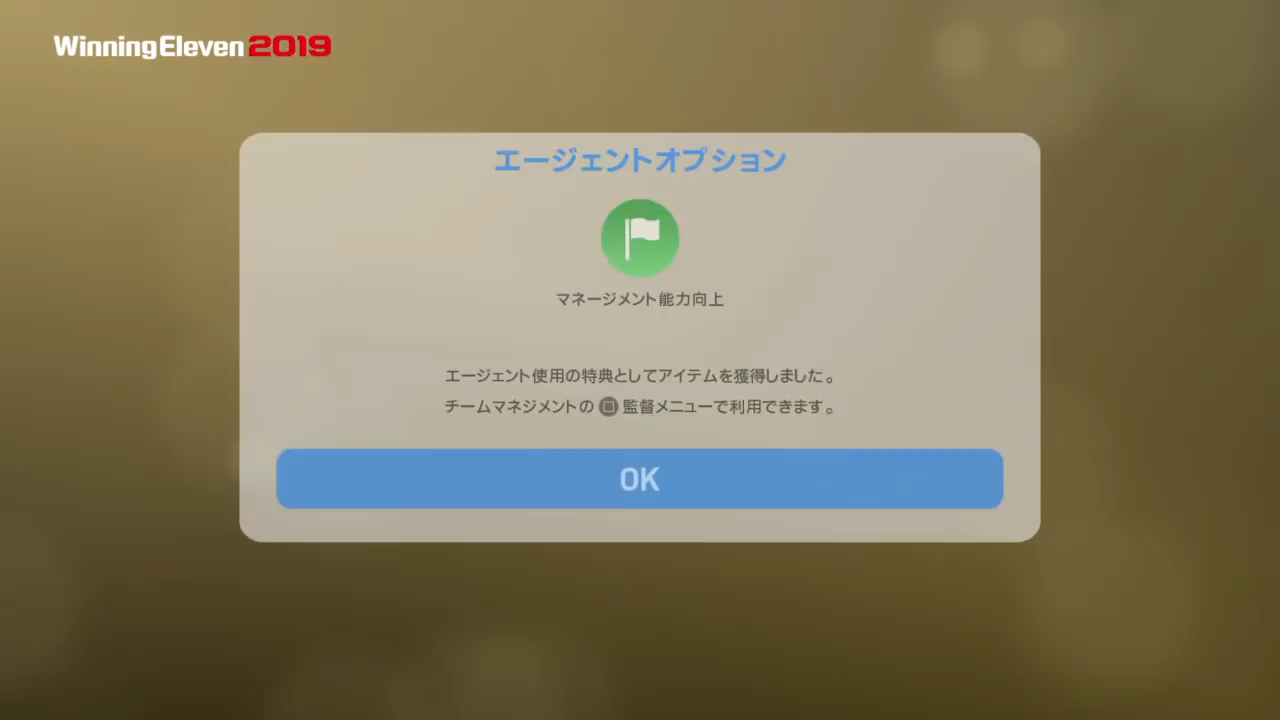 WinningEleven 2019
エージェントオプション
マネージメント能力向上
エージェント使用の特典としてアイテムを獲得しました。
チームマネジメントの 監督メニューで利用できます。
OK